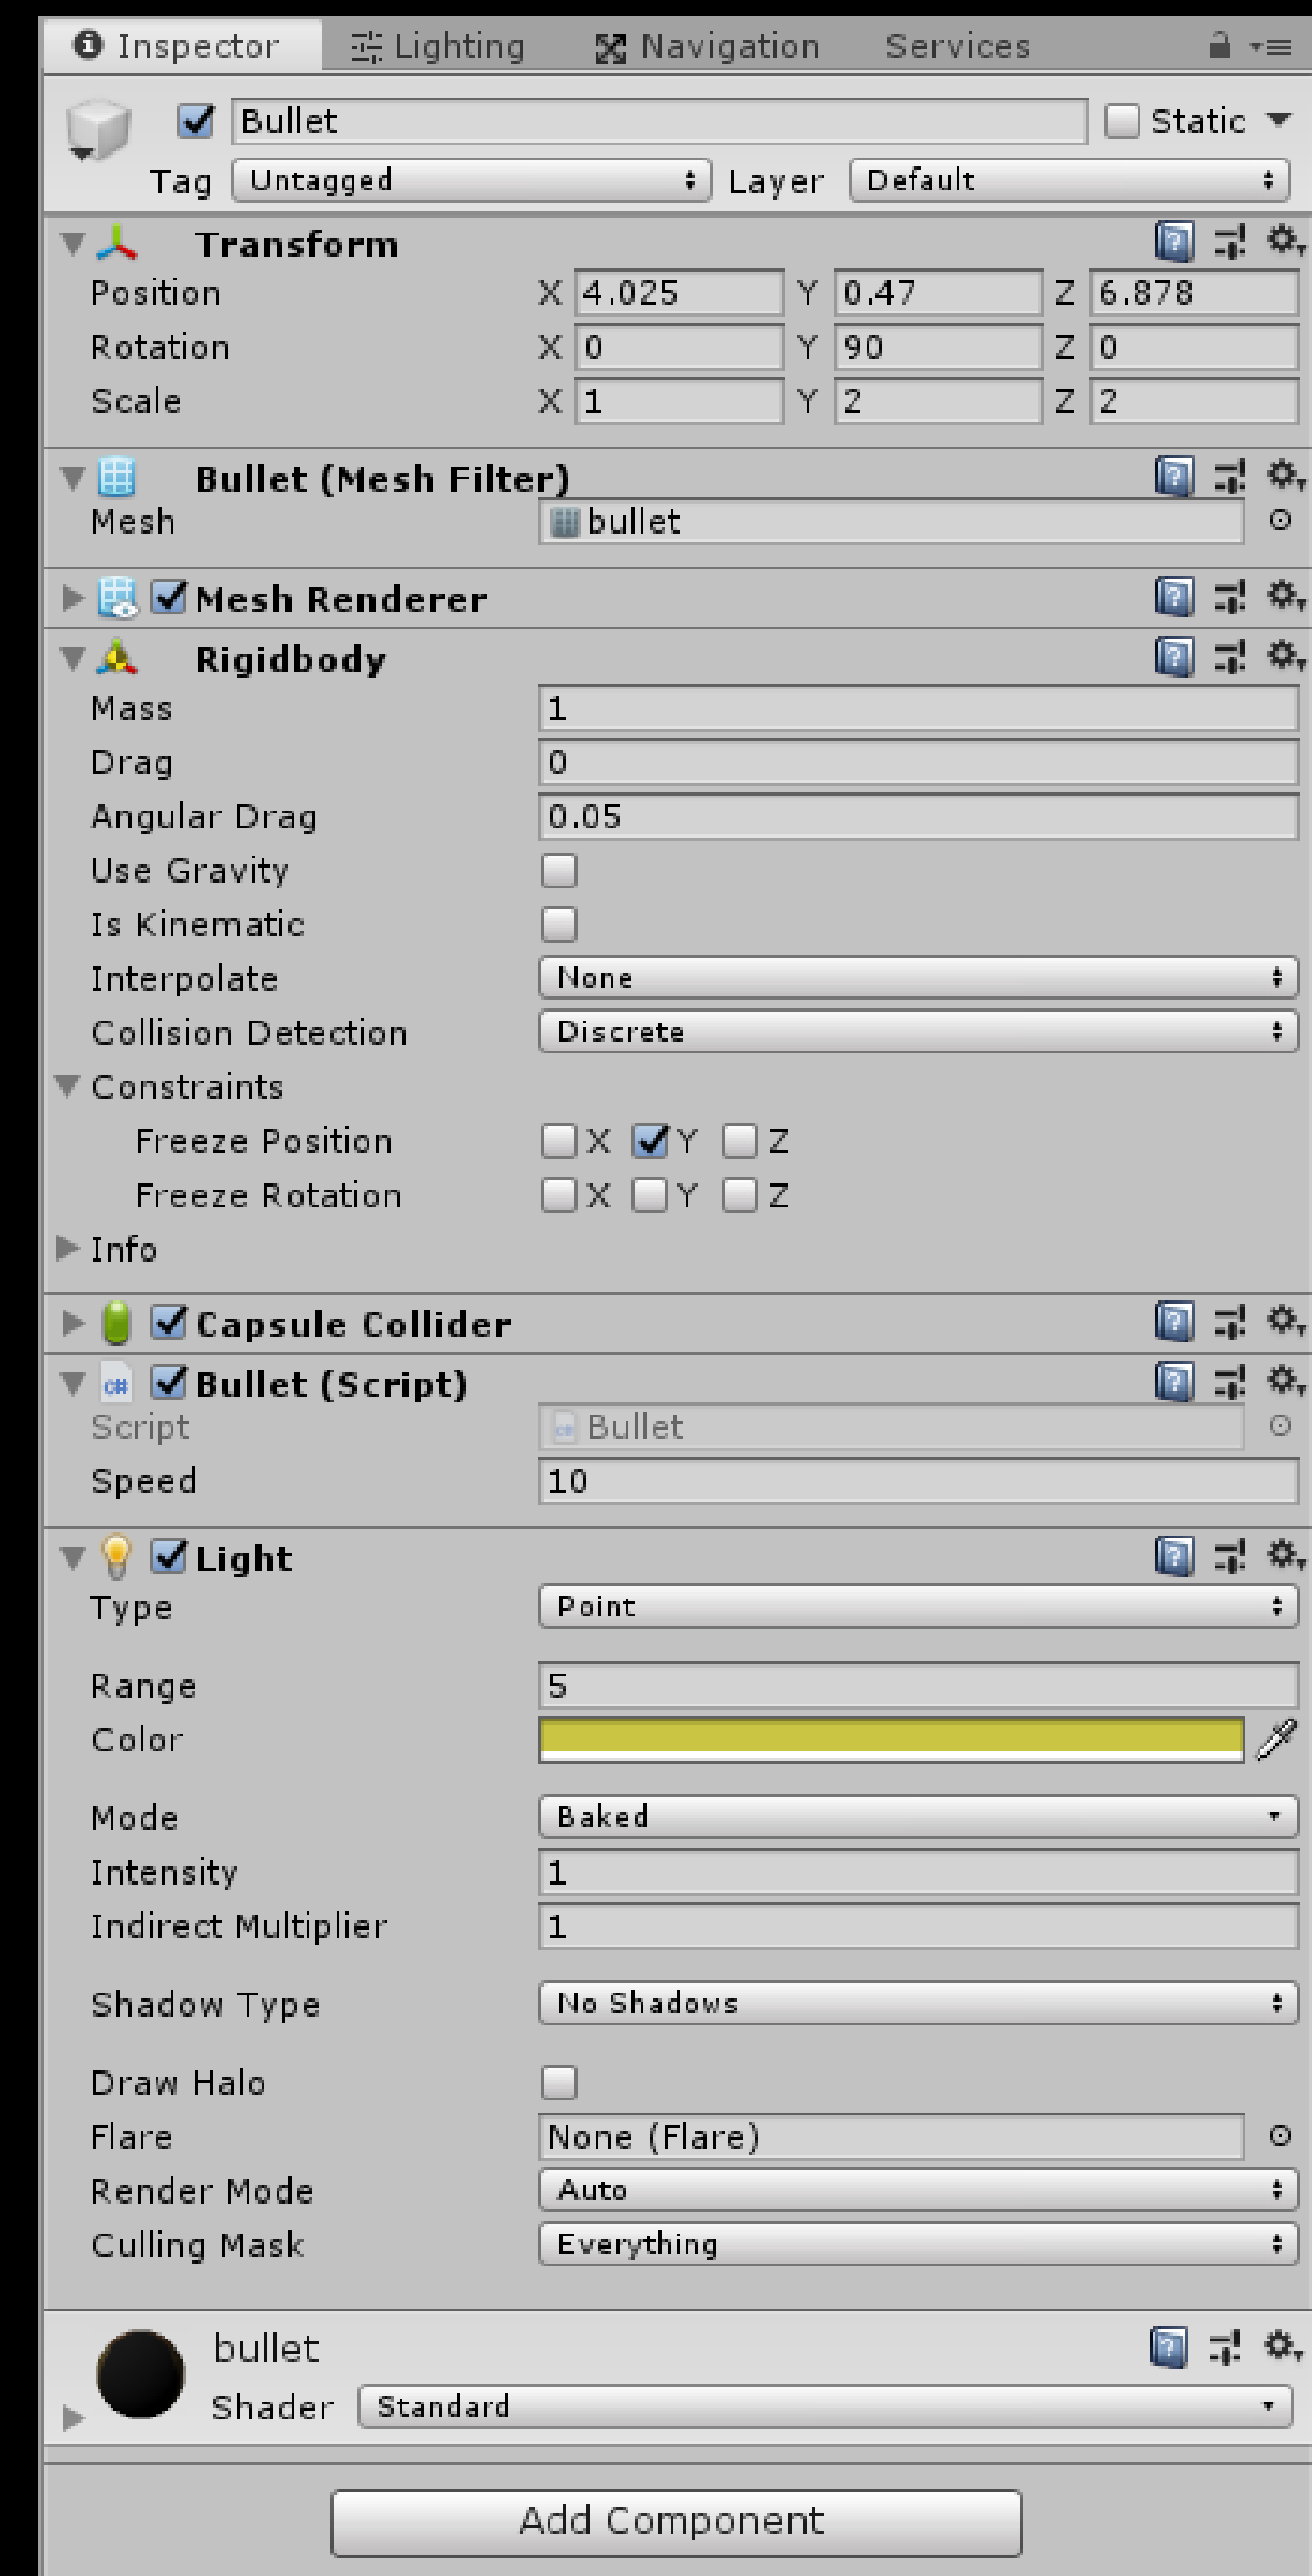 Inspector Lighting Navigation Services
Bullet Static
Tag Untagged Layer Default
Transform
Position X 4.025 Y 0.47 Z 6.878
Rotation X 0 Y 90 Z 0
Scale X 1 Y 2 Z 2
Bullet (Mesh Filter)
Mesh bullet
Mesh Renderer
Rigidbody
Mass 1
Drag 0
Angular Drag 0.05
Use Gravity
Is Kinematic
Interpolate None
Collision Detection Discrete
Constraints
Freeze Position X Y Z
Freeze Rotation X Y Z
Info
Capsule Collider
C# Bullet (Script)
Script Bullet
Speed 10
Light
Type Point
Range 5
Color
Mode Baked
Intensity 1
Indirect Multiplier 1
Shadow Type No Shadows
Draw Halo
Flare None (Flare)
Render Mode Auto
Culling Mask Everything
bullet
Shader Standard
Add Component